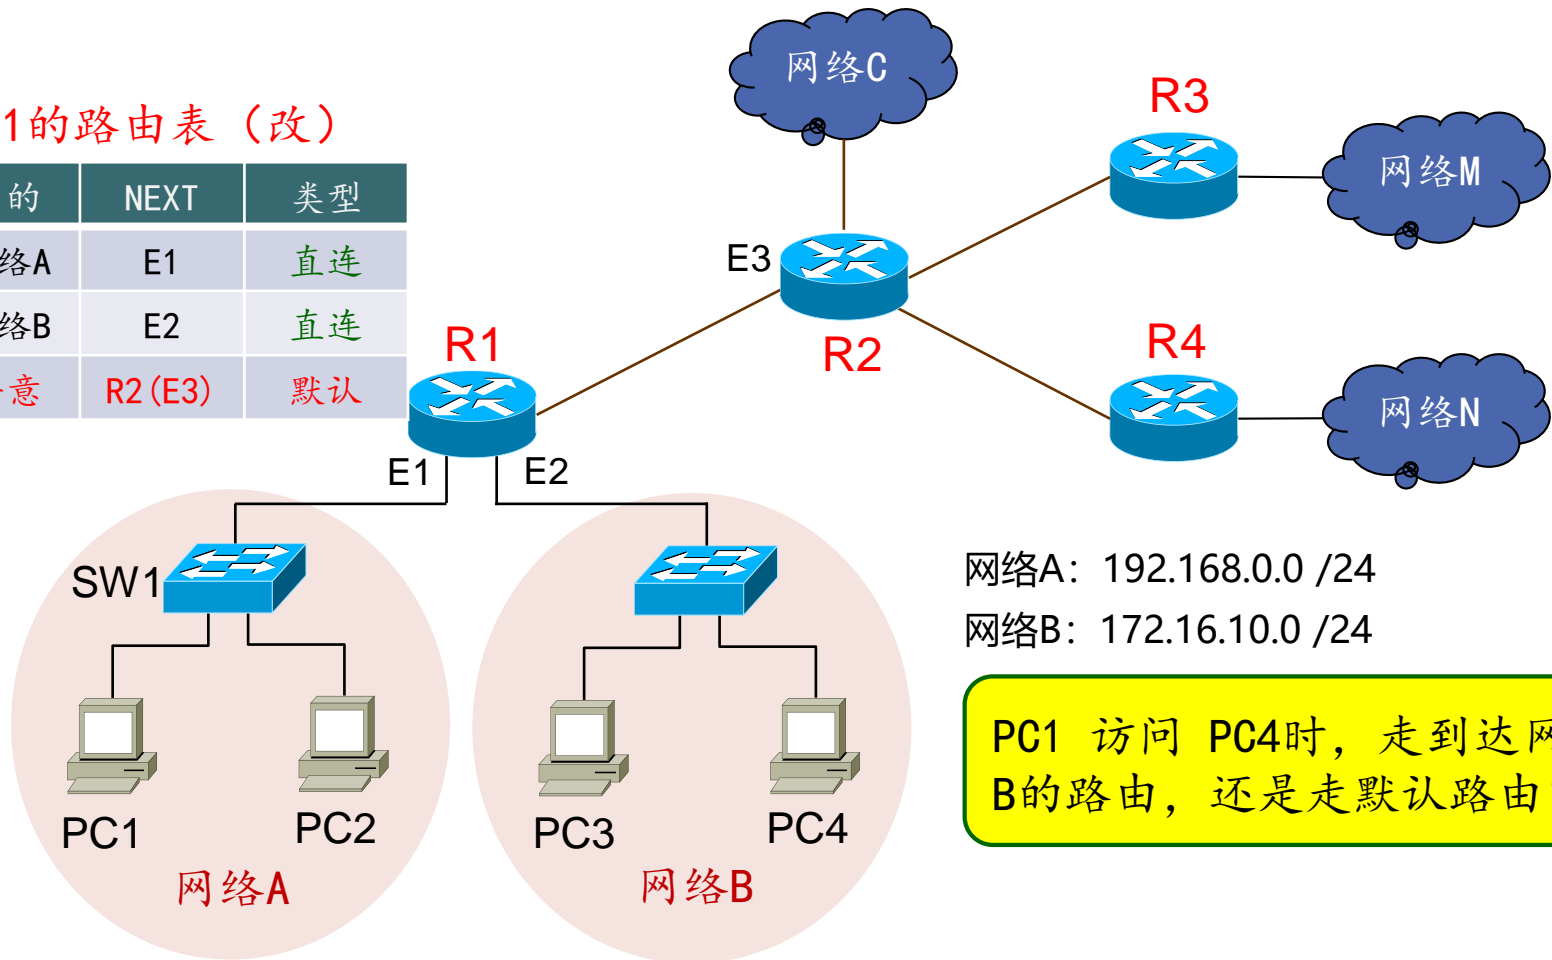 网络C
R3
1的路由表（改）
网络M
的 NEXT 类型
络A E1 直连
络B E2 直连
意 R2(E3) 默认
E3
R1
R2
R4
网络N
E1
E2
SW1
网络A：192.168.0.0 /24
网络B：172.16.10.0 /24
PC1 访问 PC4时，走到达网
B的路由，还是走默认路由
PC1
PC2
PC3
PC4
网络A
网络B